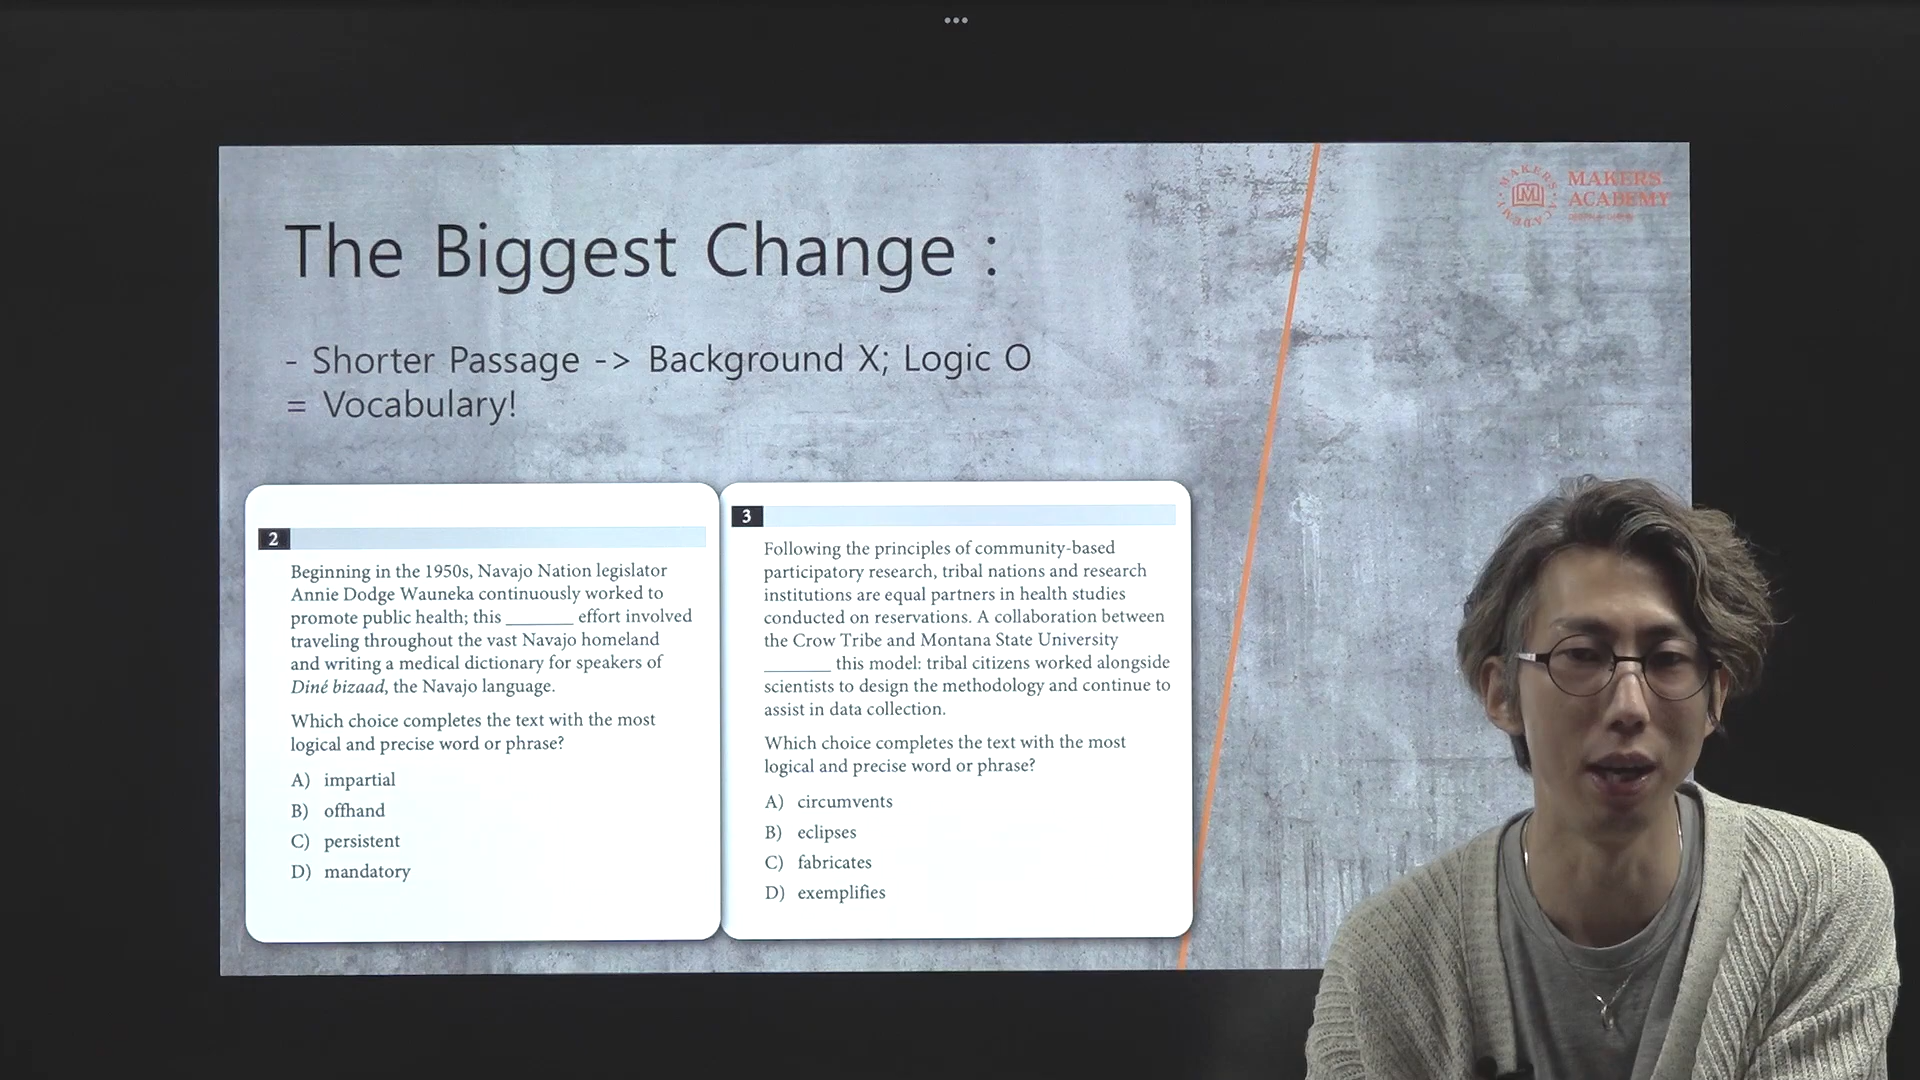 •••
MAKERS
ACADEMY
MAKERS
ACADEMY
M
The Biggest Change :
- Shorter Passage -> Background X; Logic O
= Vocabulary!
2
Beginning in the 1950s, Navajo Nation legislator
Annie Dodge Wauneka continuously worked to
promote public health; this _______ effort involved
traveling throughout the vast Navajo homeland
and writing a medical dictionary for speakers of
Diné bizaad, the Navajo language.
Which choice completes the text with the most
logical and precise word or phrase?
A) impartial
B) offhand
C) persistent
D) mandatory
3
Following the principles of community-based
participatory research, tribal nations and research
institutions are equal partners in health studies
conducted on reservations. A collaboration between
the Crow Tribe and Montana State University
_______ this model: tribal citizens worked alongside
scientists to design the methodology and continue to
assist in data collection.
Which choice completes the text with the most
logical and precise word or phrase?
A) circumvents
B) eclipses
C) fabricates
D) exemplifies